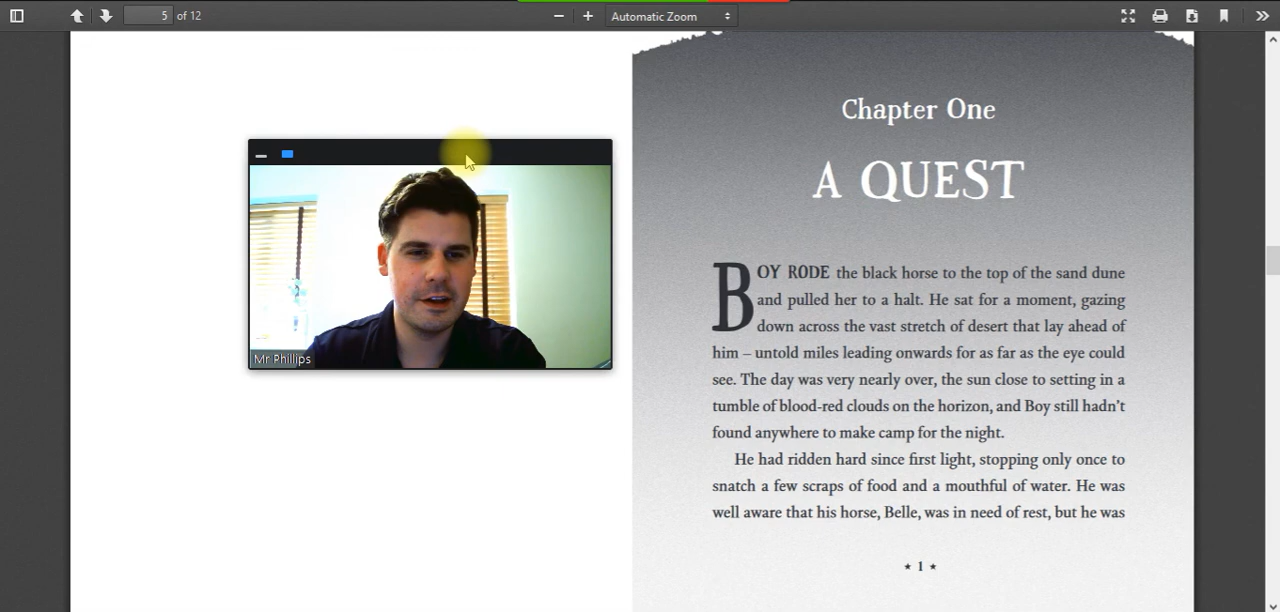 5 of 12
Automatic Zoom
Mr Phillips
Chapter One
A QUEST
BOY RODE the black horse to the top of the sand dune
and pulled her to a halt. He sat for a moment, gazing
down across the vast stretch of desert that lay ahead of
him – untold miles leading onwards for as far as the eye could
see. The day was very nearly over, the sun close to setting in a
tumble of blood-red clouds on the horizon, and Boy still hadn’t
found anywhere to make camp for the night.
He had ridden hard since first light, stopping only once to
snatch a few scraps of food and a mouthful of water. He was
well aware that his horse, Belle, was in need of rest, but he was
★ 1 ★